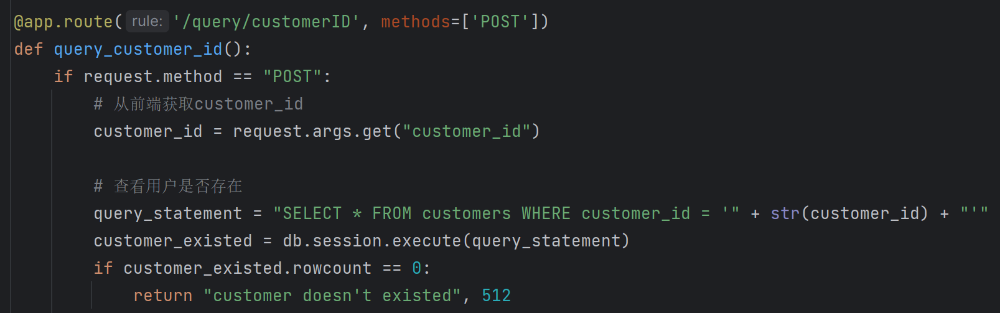 @app.route( rule: '/query/customerID', methods=['POST'])
def query_customer_id():
    if request.method == "POST":
        # 从前端获取customer_id
        customer_id = request.args.get("customer_id")

        # 查看用户是否存在
        query_statement = "SELECT * FROM customers WHERE customer_id = '" + str(customer_id) + "'"
        customer_existed = db.session.execute(query_statement)
        if customer_existed.rowcount == 0:
            return "customer doesn't existed", 512